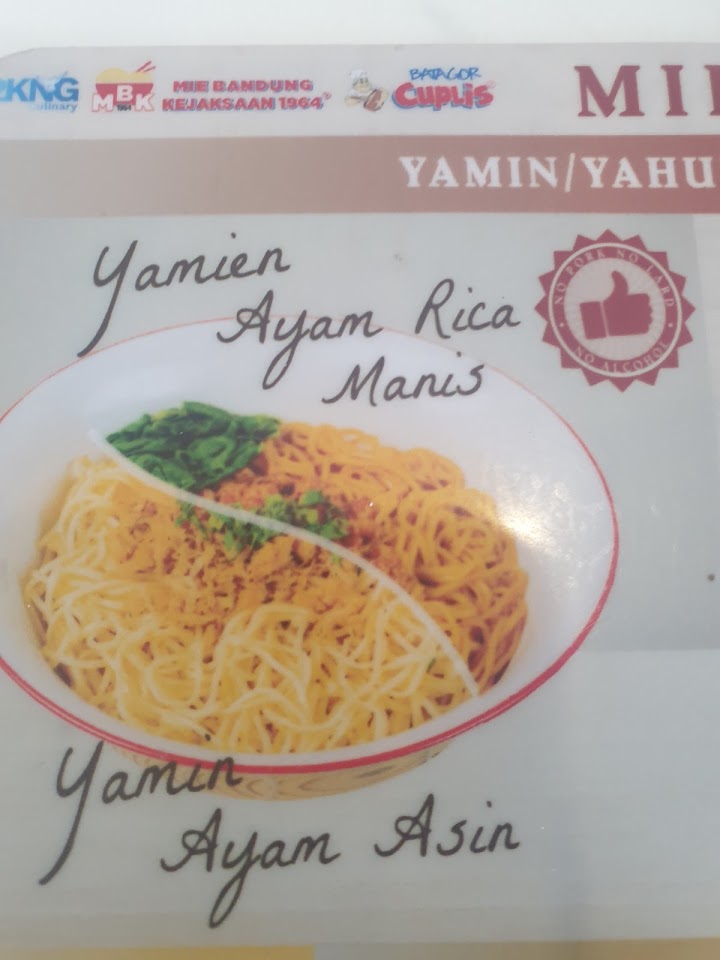 MBK
1964
MIE BANDUNG
KEJAKSAAN 1964
BATAGOR
CUPLIS
YAMIN/YAHU
Yamien
Ayam Rica
Manis
NO PORK NO LARD
NO ALCOHOL
Yamin
Ayam Asin